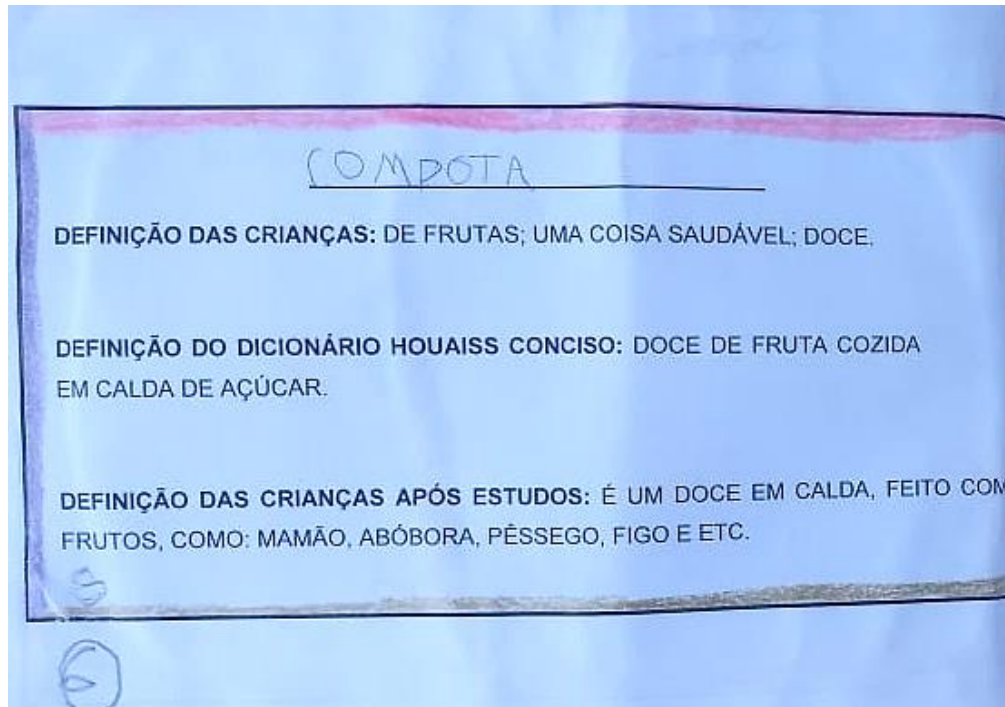 COMPOTA
DEFINIÇÃO DAS CRIANÇAS: DE FRUTAS; UMA COISA SAUDÁVEL; DOCE.
DEFINIÇÃO DO DICIONÁRIO HOUAISS CONCISO: DOCE DE FRUTA COZIDA
EM CALDA DE AÇÚCAR.
DEFINIÇÃO DAS CRIANÇAS APÓS ESTUDOS: É UM DOCE EM CALDA, FEITO COM
FRUTOS, COMO: MAMÃO, ABÓBORA, PÊSSEGO, FIGO E ETC.